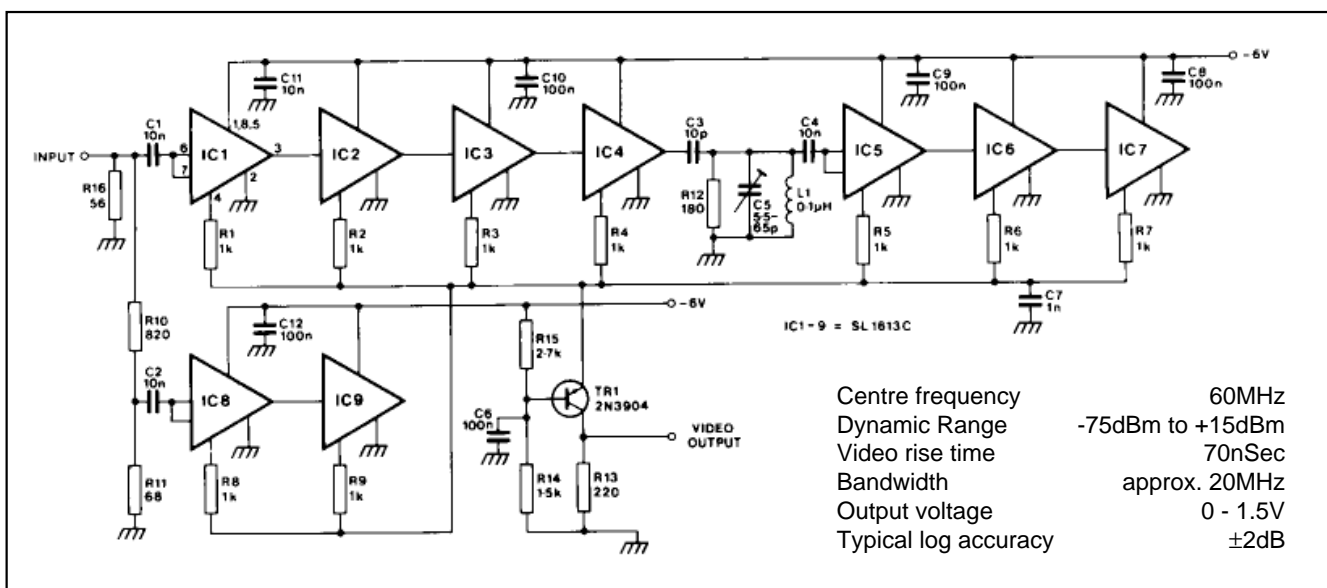 -6V
C11
10n
C10
100n
C9
100n
C8
100n
C1
10n
1,8,5
C3
10p
C4
10n
INPUT
6
7
IC1
3
2
4
IC2
IC3
IC4
IC5
IC6
IC7
R16
56
R12
180
C5
5·5–
65p
L1
0·1µH
R1
1k
R2
1k
R3
1k
R4
1k
R5
1k
R6
1k
R7
1k
C7
1n
-6V
IC1-9 = SL1613C
R10
820
C12
100n
R15
2·7k
C2
10n
IC8
IC9
TR1
2N3904
C6
100n
VIDEO
OUTPUT
R11
68
R8
1k
R9
1k
R14
1·5k
R13
220
Centre frequency 60MHz
Dynamic Range -75dBm to +15dBm
Video rise time 70nSec
Bandwidth approx. 20MHz
Output voltage 0 - 1.5V
Typical log accuracy ±2dB